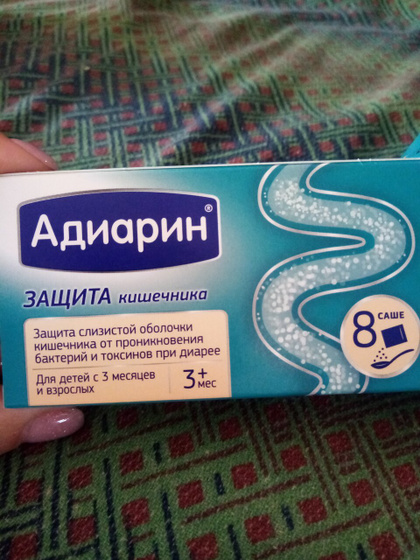 Адиарин®
ЗАЩИТА кишечника
Защита слизистой оболочки
кишечника от проникновения
бактерий и токсинов при диарее
Для детей с 3 месяцев
и взрослых
3+
мес
8 САШЕ